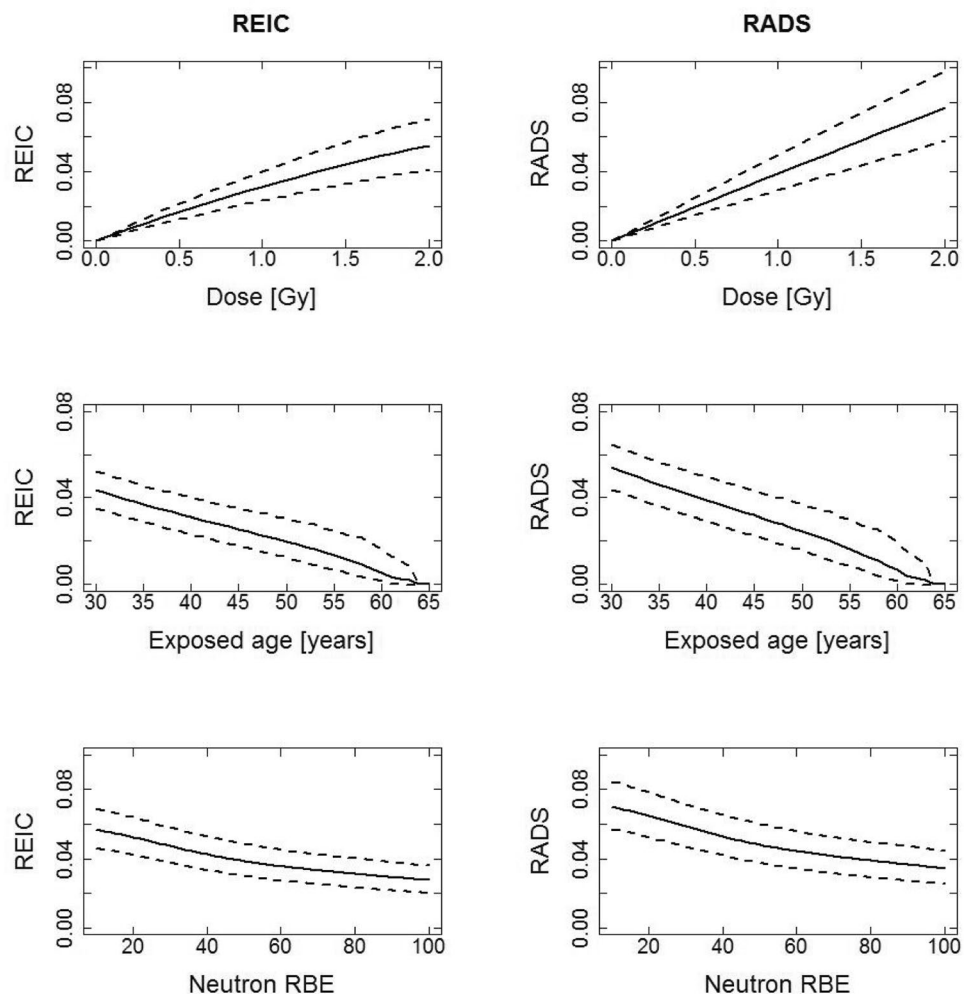 REIC RADS
REIC
0.00 0.04 0.08
0.0 0.5 1.0 1.5 2.0
Dose [Gy]
RADS
0.00 0.04 0.08
0.0 0.5 1.0 1.5 2.0
Dose [Gy]
REIC
0.00 0.04 0.08
30 35 40 45 50 55 60 65
Exposed age [years]
RADS
0.00 0.04 0.08
30 35 40 45 50 55 60 65
Exposed age [years]
REIC
0.00 0.04 0.08
20 40 60 80 100
Neutron RBE
RADS
0.00 0.04 0.08
20 40 60 80 100
Neutron RBE